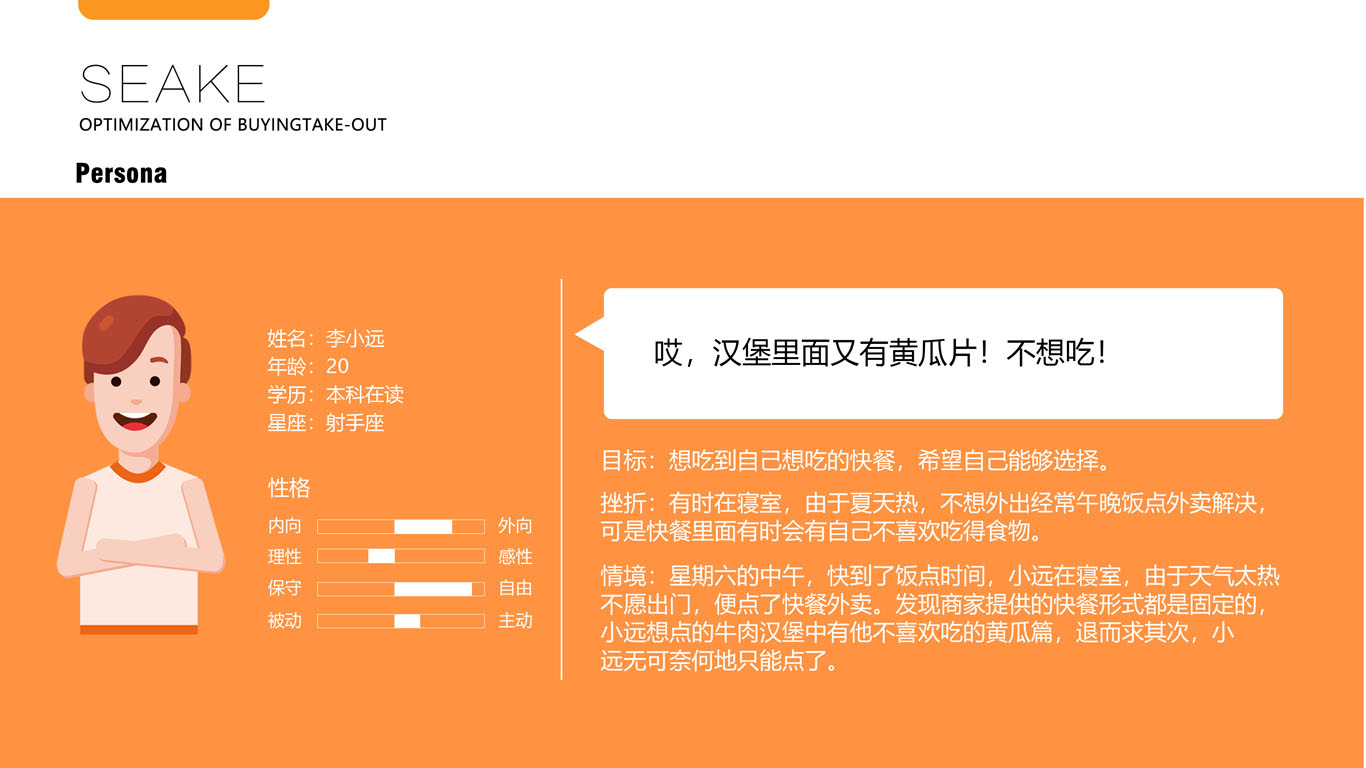 SEAKE
OPTIMIZATION OF BUYINGTAKE-OUT
Persona
姓名：李小远
年龄：20
学历：本科在读
星座：射手座
性格
内向 外向
理性 感性
保守 自由
被动 主动
哎，汉堡里面又有黄瓜片！不想吃！
目标：想吃到自己想吃的快餐，希望自己能够选择。
挫折：有时在寝室，由于夏天热，不想外出经常午晚饭点外卖解决，
可是快餐里面有时会有自己不喜欢吃得食物。
情境：星期六的中午，快到了饭点时间，小远在寝室，由于天气太热
不愿出门，便点了快餐外卖。发现商家提供的快餐形式都是固定的，
小远想点的牛肉汉堡中有他不喜欢吃的黄瓜篇，退而求其次，小
远无可奈何地只能点了。